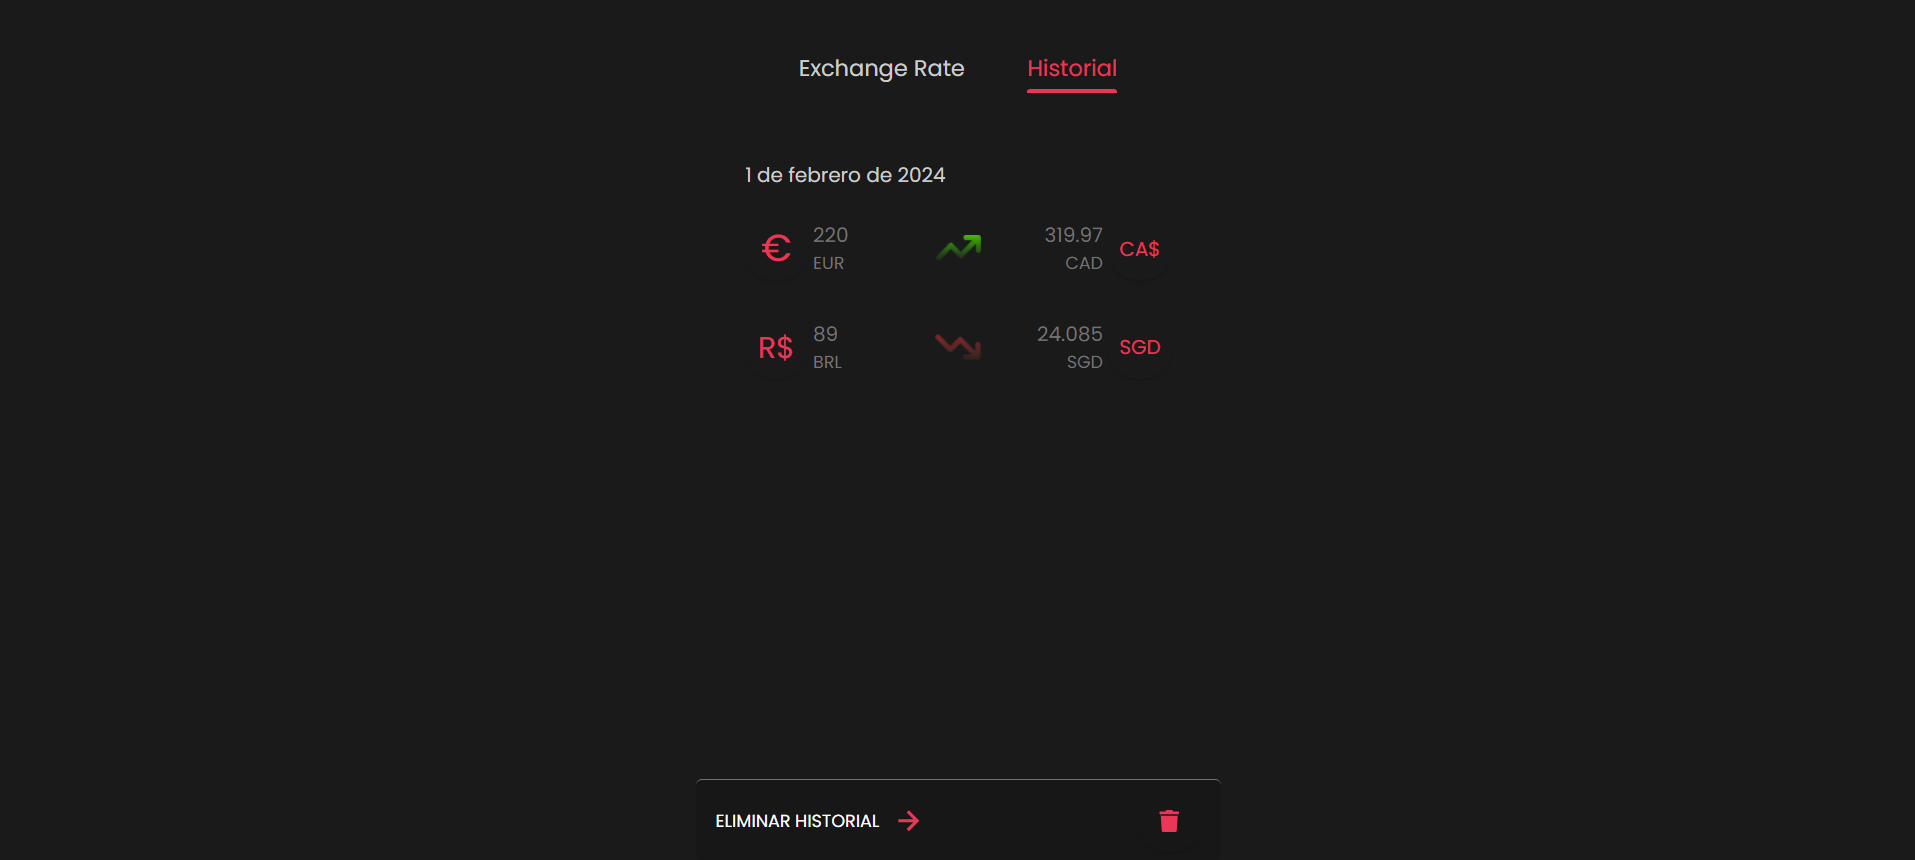 Exchange Rate Historial
1 de febrero de 2024
€ 220 319.97 CA$
EUR CAD
R$ 89 24.085 SGD
BRL SGD
ELIMINAR HISTORIAL